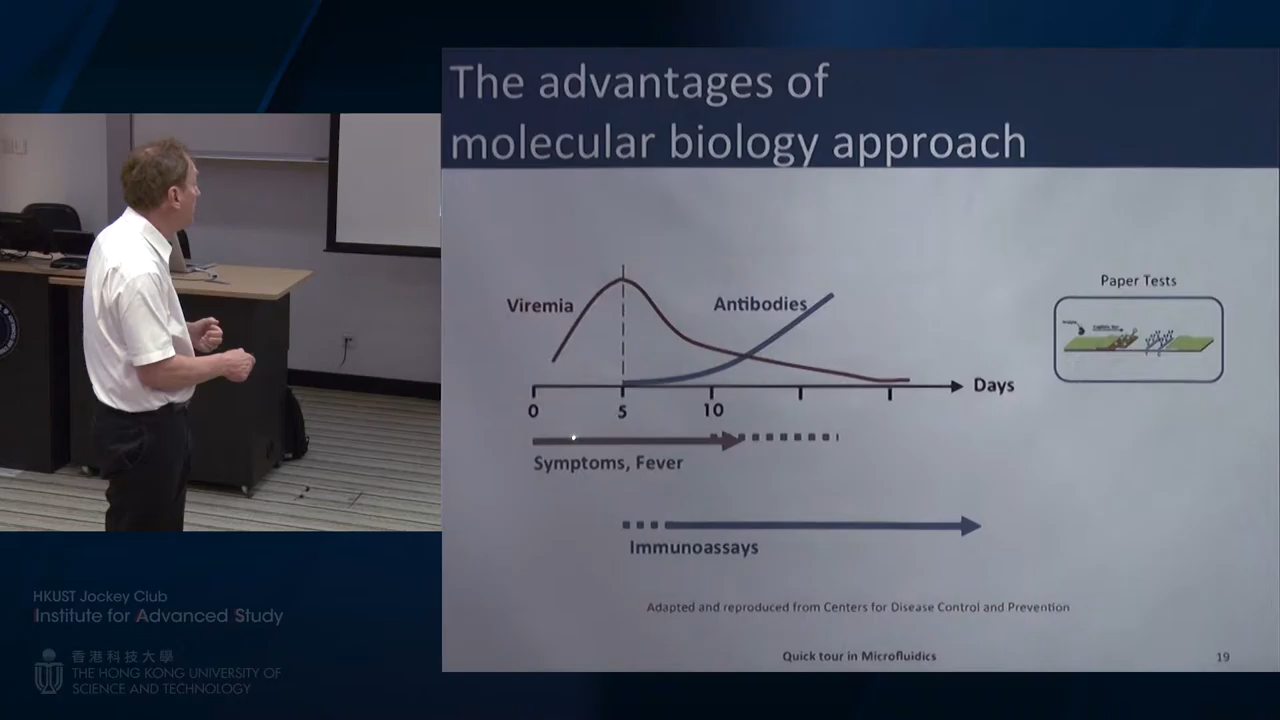 The advantages of
molecular biology approach
Paper Tests
Viremia
Antibodies
Days
0
5
10
Symptoms, Fever
Immunoassays
Adapted and reproduced from Centers for Disease Control and Prevention
Quick tour in Microfluidics
19
HKUST Jockey Club
Institute for Advanced Study
香港科技大學
THE HONG KONG UNIVERSITY OF
SCIENCE AND TECHNOLOGY